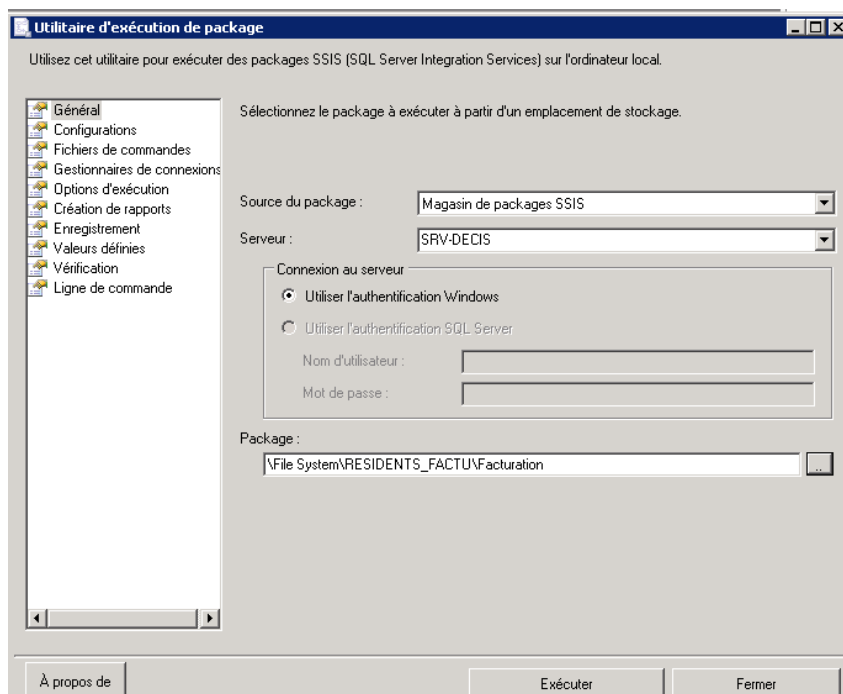 Utilitaire d'exécution de package
Utilisez cet utilitaire pour exécuter des packages SSIS (SQL Server Integration Services) sur l'ordinateur local.
Général
Configurations
Fichiers de commandes
Gestionnaires de connexions
Options d'exécution
Création de rapports
Enregistrement
Valeurs définies
Vérification
Ligne de commande
Sélectionnez le package à exécuter à partir d'un emplacement de stockage.
Source du package : Magasin de packages SSIS
Serveur : SRV-DECIS
Connexion au serveur
Utiliser l'authentification Windows
Utiliser l'authentification SQL Server
Nom d'utilisateur :
Mot de passe :
Package :
\File System\RESIDENTS_FACTU\Facturation
..
À propos de
Exécuter
Fermer